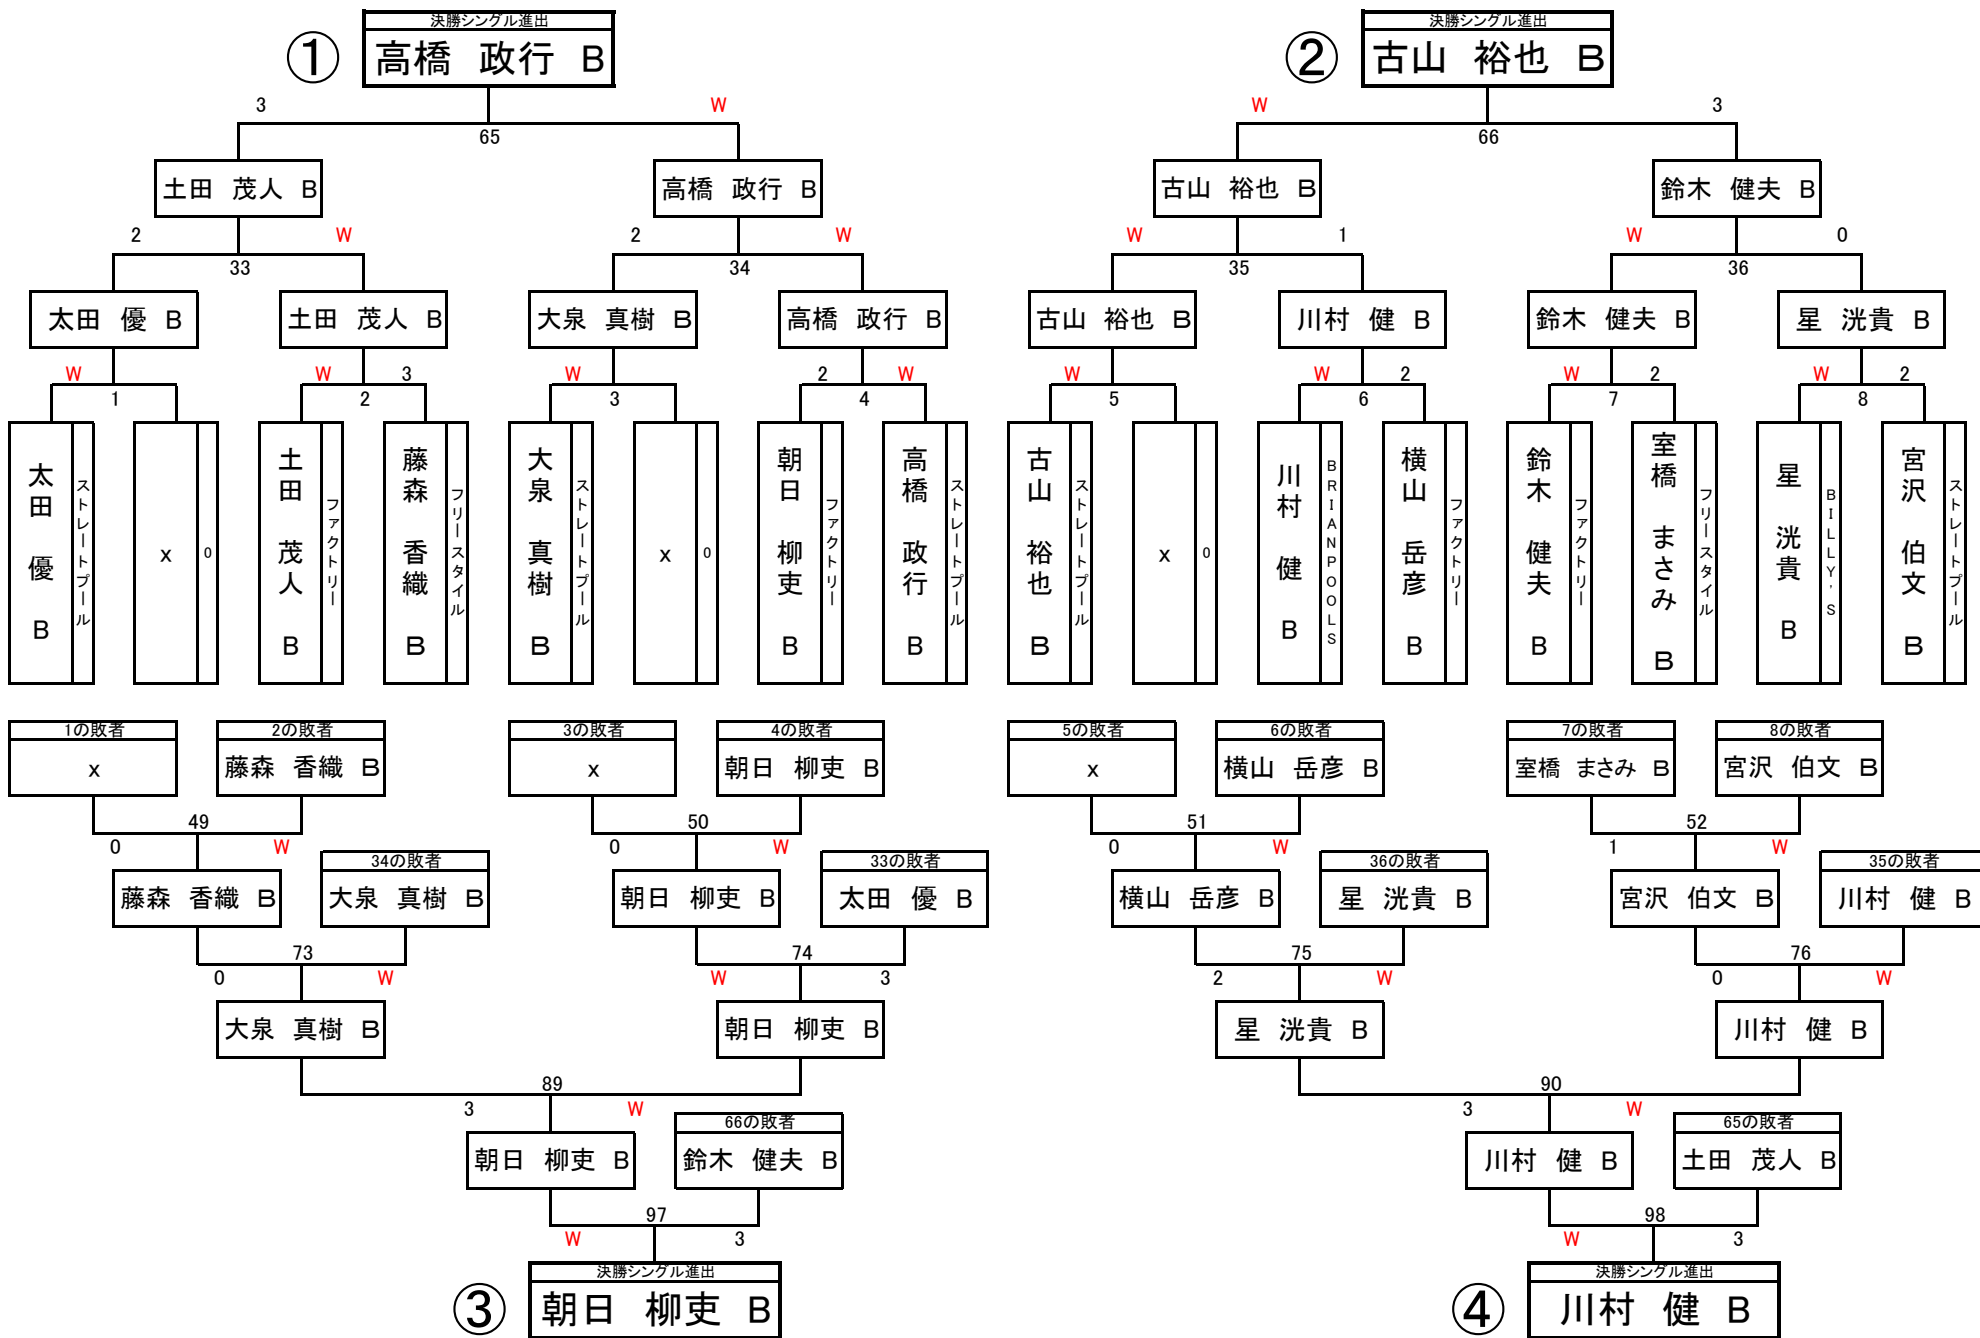 決勝シングル進出 決勝シングル進出
① 高橋 政行 B ② 古山 裕也 B
3 W W 3
65 66
土田 茂人 B 高橋 政行 B 古山 裕也 B 鈴木 健夫 B
2 W 2 W W 1 W 0
33 34 35 36
太田 優 B 土田 茂人 B 大泉 真樹 B 高橋 政行 B 古山 裕也 B 川村 健 B 鈴木 健夫 B 星 洸貴 B
W W 3 W 2 W W W 2 W 2 W 2
1 2 3 4 5 6 7 8
太田 優 B
ストレートプール
x
0
土田 茂人 B
ファクトリー
藤森 香織 B
フリースタイル
大泉 真樹 B
ストレートプール
x
0
朝日 柳吏 B
ファクトリー
高橋 政行 B
ストレートプール
古山 裕也 B
ストレートプール
x
0
川村 健 B
BRIANPOOLS
横山 岳彦 B
ファクトリー
鈴木 健夫 B
ファクトリー
室橋 まさみ B
フリースタイル
星 洸貴 B
BILLY'S
宮沢 伯文 B
ストレートプール
1の敗者 2の敗者 3の敗者 4の敗者 5の敗者 6の敗者 7の敗者 8の敗者
x 藤森 香織 B x 朝日 柳吏 B x 横山 岳彦 B 室橋 まさみ B 宮沢 伯文 B
49 50 51 52
0 W 0 W 0 W 1 W
34の敗者 33の敗者 36の敗者 35の敗者
藤森 香織 B 大泉 真樹 B 朝日 柳吏 B 太田 優 B 横山 岳彦 B 星 洸貴 B 宮沢 伯文 B 川村 健 B
73 74 75 76
0 W W 3 2 W 0 W
大泉 真樹 B 朝日 柳吏 B 星 洸貴 B 川村 健 B
89 90
3 W 3 W
66の敗者 65の敗者
朝日 柳吏 B 鈴木 健夫 B 川村 健 B 土田 茂人 B
97 98
W 3 W 3
決勝シングル進出 決勝シングル進出
③ 朝日 柳吏 B ④ 川村 健 B